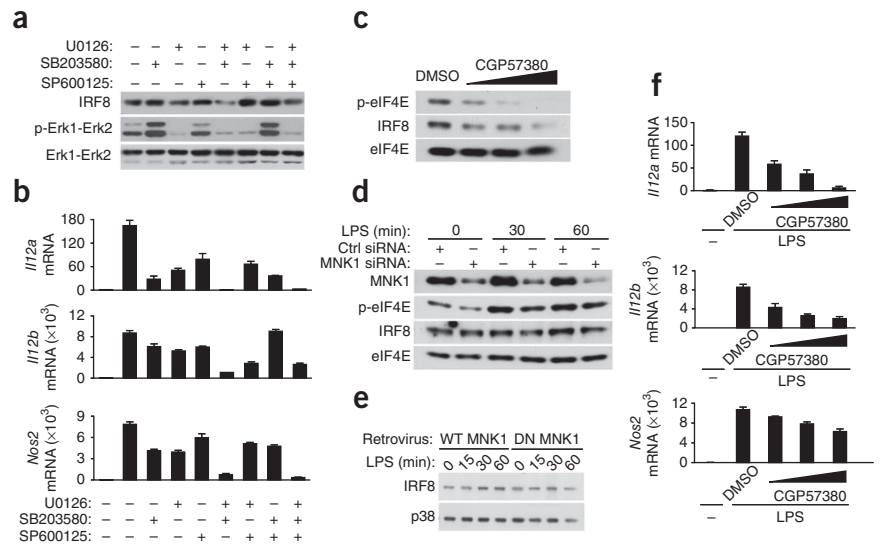 a
U0126: – – + – + + – +
SB203580: – + – – + – + +
SP600125: – – – + – + + +
IRF8
p-Erk1-Erk2
Erk1-Erk2
b
180
120
60
0
Il12a
mRNA
12
8
4
0
Il12b
mRNA (×10³)
9
6
3
0
Nos2
mRNA (×10³)
U0126: – – – + – + + – +
SB203580: – – + – – + – + +
SP600125: – – – – + – + + +
c
DMSO
CGP57380
p-eIF4E
IRF8
eIF4E
d
LPS (min): 0 30 60
Ctrl siRNA: + – + – + –
MNK1 siRNA: – + – + – +
MNK1
p-eIF4E
IRF8
eIF4E
e
Retrovirus: WT MNK1 DN MNK1
LPS (min): 0 15 30 60 0 15 30 60
IRF8
p38
f
150
100
50
0
Il12a mRNA
DMSO
CGP57380
– LPS
12
8
4
0
Il12b
mRNA (×10³)
DMSO
CGP57380
– LPS
12
9
6
3
0
Nos2
mRNA (×10³)
DMSO
CGP57380
– LPS